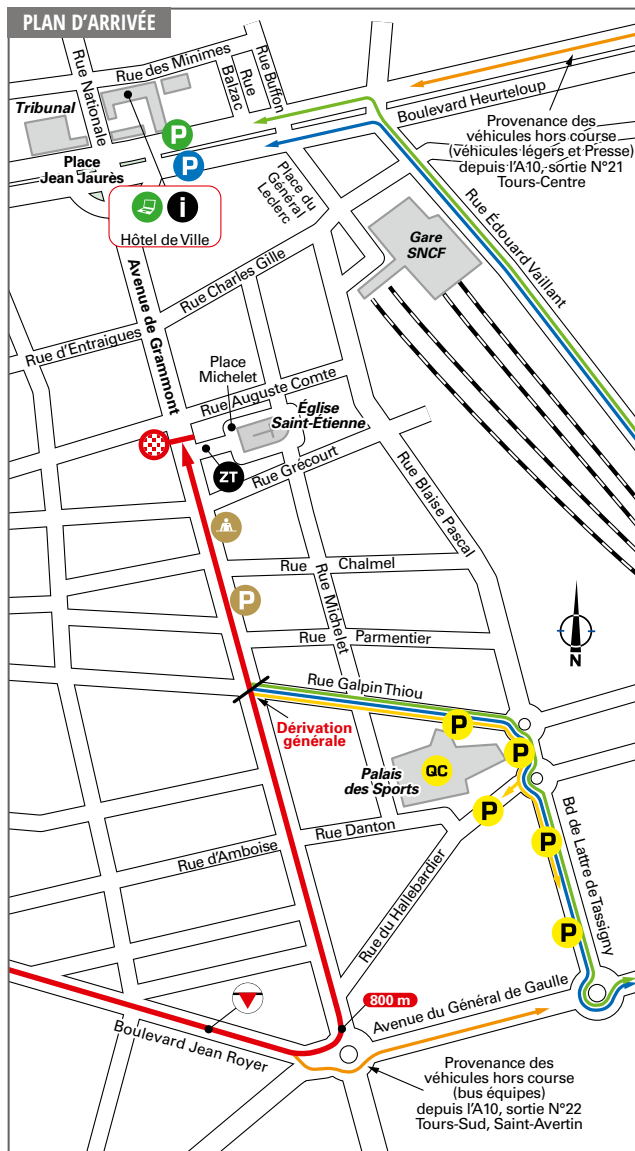 PLAN D'ARRIVÉE
Rue Nationale
Rue des Minimes
Rue
Balzac
Rue Buffon
Tribunal
P
P
Place
Jean Jaurès
i
Hôtel de Ville
Boulevard Heurteloup
Provenance des
véhicules hors course
(véhicules légers et Presse)
depuis l'A10, sortie N°21
Tours-Centre
Place du
Général
Leclerc
Gare
SNCF
Rue Édouard Vaillant
Avenue de Grammont
Rue Charles Gille
Rue d'Entraigues
Place
Michelet
Rue Auguste Comte
Église
Saint-Étienne
ZT
Rue Grécourt
Rue Blaise Pascal
Rue Chalmel
Rue Michelet
P
Rue Parmentier
N
Rue Galpin Thiou
Dérivation
générale
P
P
QC
Palais
des Sports
P
P
P
Rue Danton
Rue d'Amboise
Rue du Hallebardier
Bd de Lattre de Tassigny
800 m
Avenue du Général de Gaulle
Boulevard Jean Royer
Provenance des
véhicules hors course
(bus équipes)
depuis l'A10, sortie N°22
Tours-Sud, Saint-Avertin